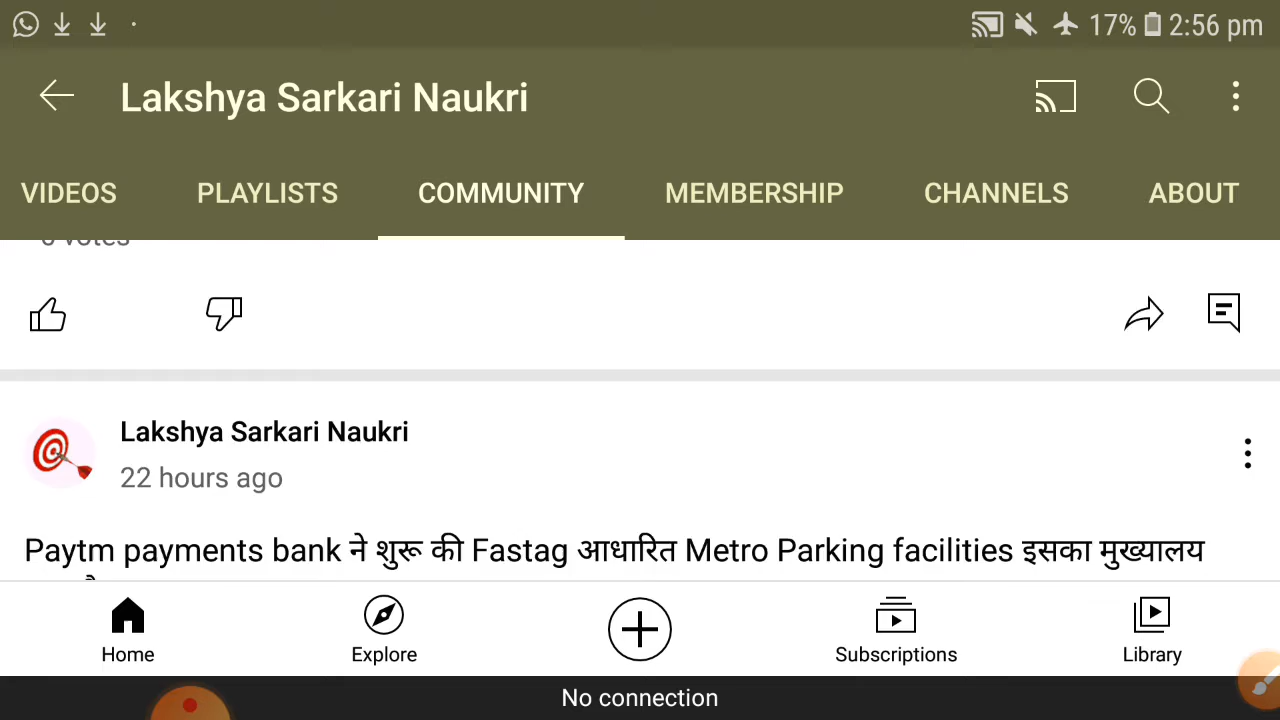 17% 2:56 pm
Lakshya Sarkari Naukri
VIDEOS PLAYLISTS COMMUNITY MEMBERSHIP CHANNELS ABOUT
votes
Lakshya Sarkari Naukri
22 hours ago
Paytm payments bank ने शुरू की Fastag आधारित Metro Parking facilities इसका मुख्यालय
Home Explore Subscriptions Library
No connection